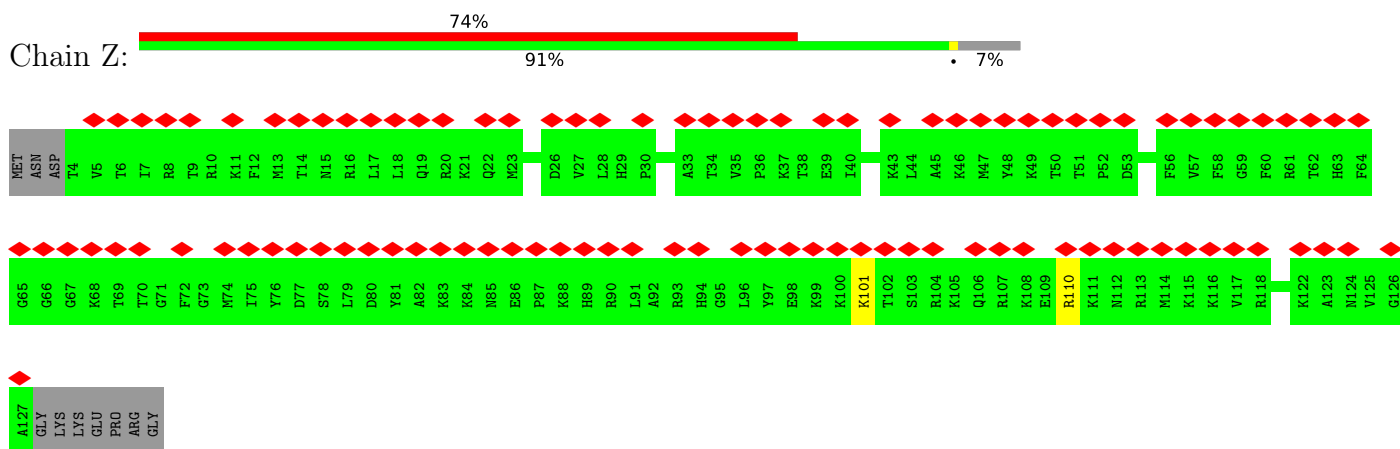 74%
Chain Z:
91% • 7%
MET ASN ASP T4 V5 T6 I7 R8 T9 R10 K11 F12 M13 T14 N15 R16 L17 L18 Q19 R20 K21 Q22 M23 D26 V27 L28 H29 P30 A33 T34 V35 P36 K37 T38 E39 I40 K43 L44 A45 K46 M47 Y48 K49 T50 T51 P52 D53 F56 V57 F58 G59 F60 R61 T62 H63 F64
G65 G66 G67 K68 T69 T70 G71 F72 G73 M74 I75 Y76 D77 S78 L79 D80 Y81 A82 K83 K84 N85 E86 P87 K88 H89 R90 L91 A92 R93 H94 G95 L96 Y97 E98 K99 K100 K101 T102 S103 R104 K105 Q106 R107 K108 E109 R110 K111 N112 R113 M114 K115 K116 V117 R118 K122 A123 N124 V125 G126
A127 GLY LYS LYS GLU PRO ARG GLY